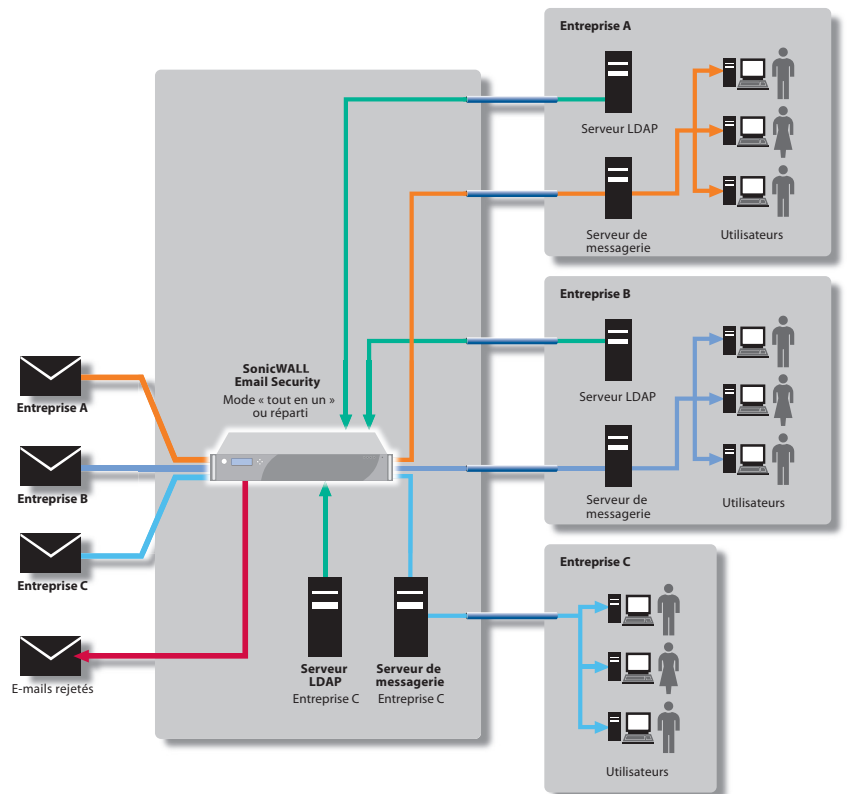 Entreprise A
Serveur LDAP
Serveur de
messagerie
Utilisateurs
Entreprise B
Serveur LDAP
Serveur de
messagerie
Utilisateurs
Entreprise C
Utilisateurs
SonicWALL
Email Security
Mode « tout en un »
ou réparti
Entreprise A
Entreprise B
Entreprise C
E-mails rejetés
Serveur
LDAP
Entreprise C
Serveur de
messagerie
Entreprise C